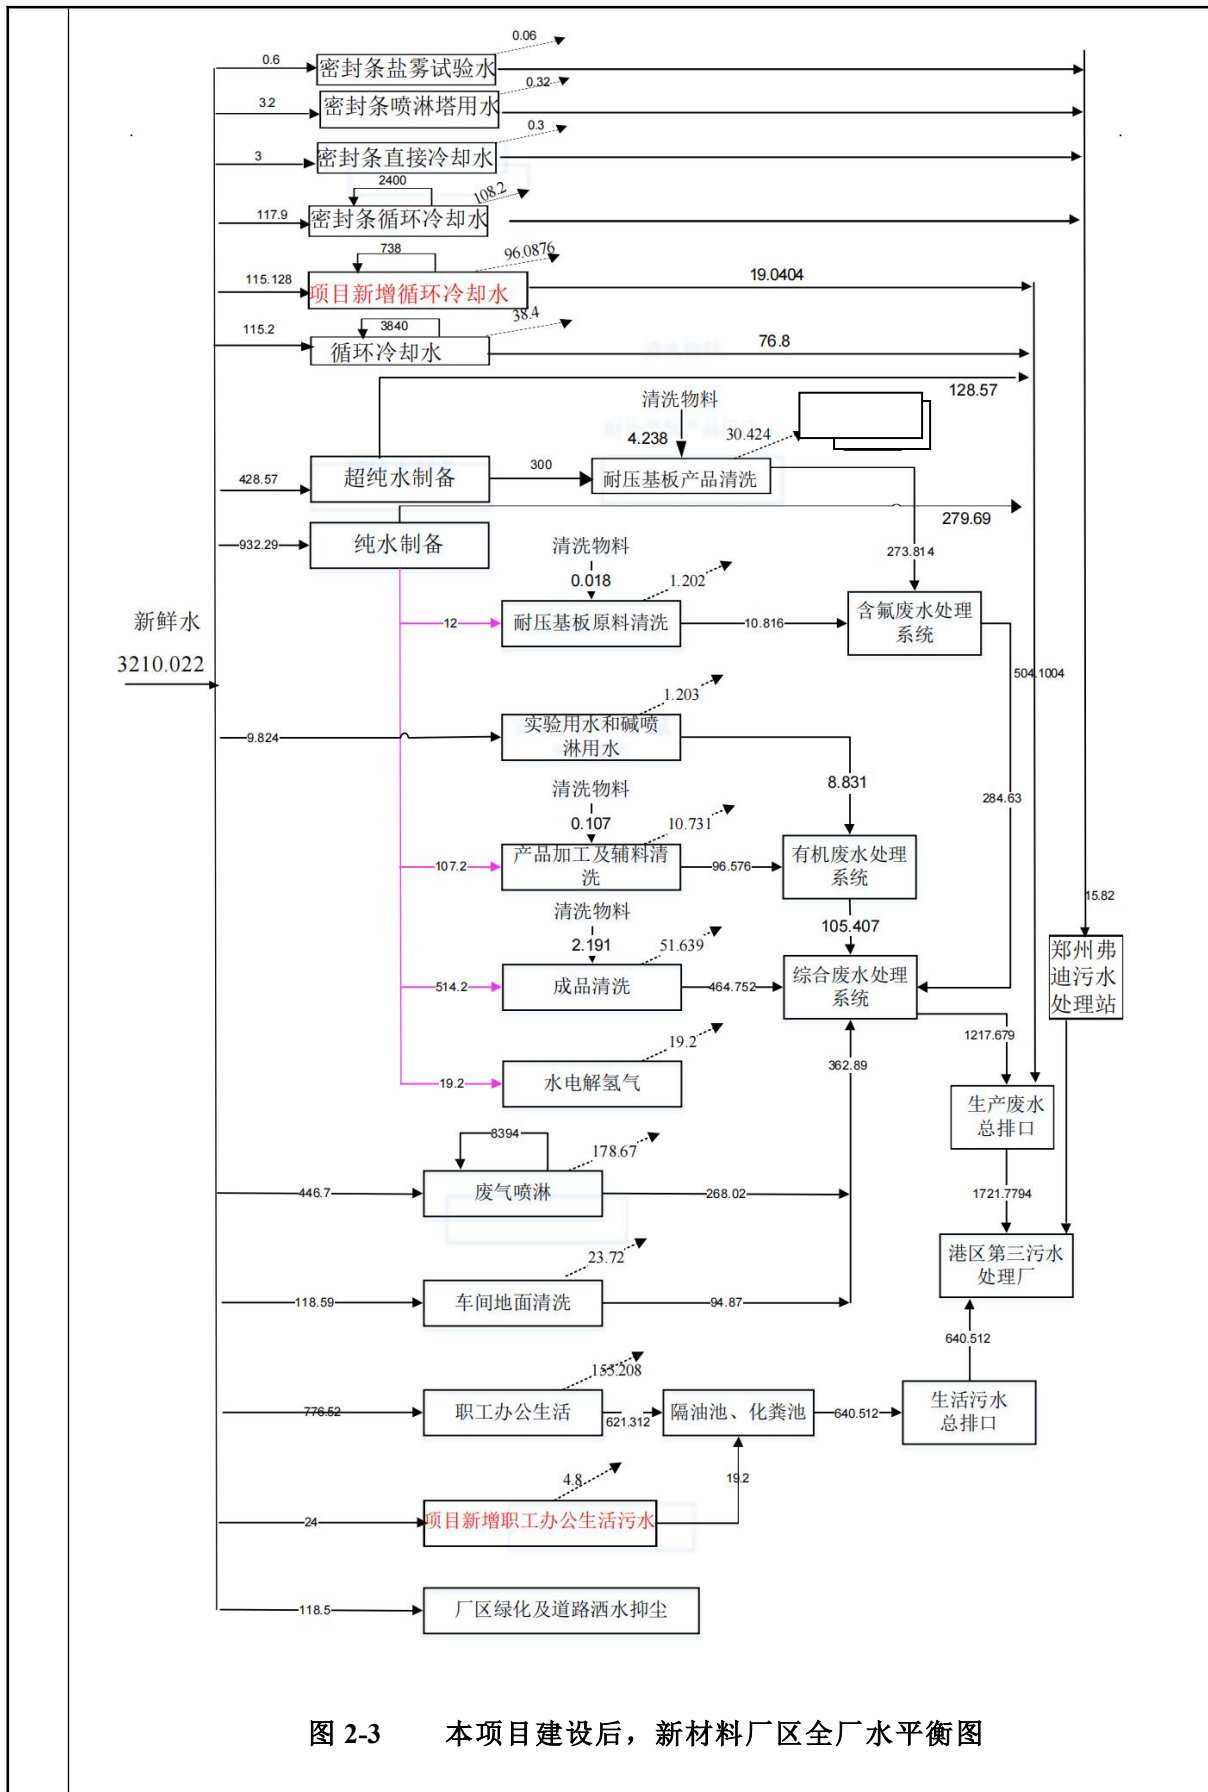 0.06
0.6
密封条盐雾试验水
0.32
3.2
密封条喷淋塔用水
0.3
3
密封条直接冷却水
2400
108.2
117.9
密封条循环冷却水
738
96.0876
115.128
项目新增循环冷却水
19.0404
38.4
115.2
3840
循环冷却水
76.8
128.57
清洗物料
4.238
30.424
428.57
超纯水制备
300
耐压基板产品清洗
279.69
932.29
纯水制备
273.814
清洗物料
0.018
1.202
12
耐压基板原料清洗
10.816
含氟废水处理
系统
新鲜水
3210.022
504.1004
1.203
9.824
实验用水和碱喷
淋用水
8.831
284.63
清洗物料
0.107
10.731
107.2
产品加工及辅料清
洗
96.576
有机废水处理
系统
15.82
清洗物料
105.407
2.191
51.639
514.2
成品清洗
464.752
综合废水处理
系统
郑州弗
迪污水
处理站
1217.679
19.2
362.89
19.2
水电解氢气
生产废水
总排口
8394
178.67
446.7
废气喷淋
268.02
1721.7794
23.72
港区第三污水
处理厂
118.59
车间地面清洗
94.87
640.512
155.208
776.52
职工办公生活
621.312
隔油池、化粪池
640.512
生活污水
总排口
4.8
19.2
24
项目新增职工办公生活污水
118.5
厂区绿化及道路洒水抑尘
图 2-3 本项目建设后，新材料厂区全厂水平衡图